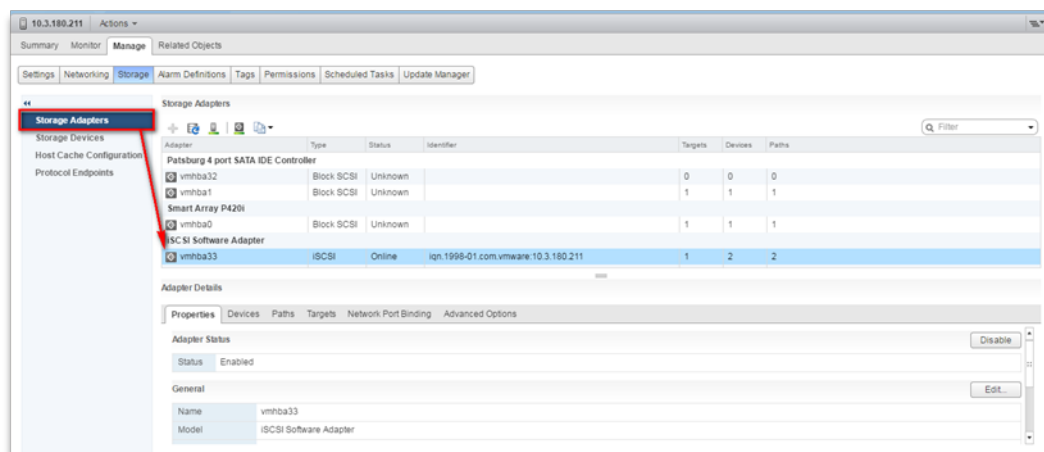 10.3.180.211 Actions
Summary Monitor Manage Related Objects
Settings Networking Storage Alarm Definitions Tags Permissions Scheduled Tasks Update Manager
Storage Adapters
Storage Devices
Host Cache Configuration
Protocol Endpoints
Storage Adapters
Filter
Adapter Type Status Identifier Targets Devices Paths
Patsburg 4 port SATA IDE Controller
vmhba32 Block SCSI Unknown 0 0 0
vmhba1 Block SCSI Unknown 1 1 1
Smart Array P420i
vmhba0 Block SCSI Unknown 1 1 1
iSCSI Software Adapter
vmhba33 iSCSI Online iqn.1998-01.com.vmware:10.3.180.211 1 2 2
Adapter Details
Properties Devices Paths Targets Network Port Binding Advanced Options
Adapter Status Disable
Status Enabled
General Edit...
Name vmhba33
Model iSCSI Software Adapter